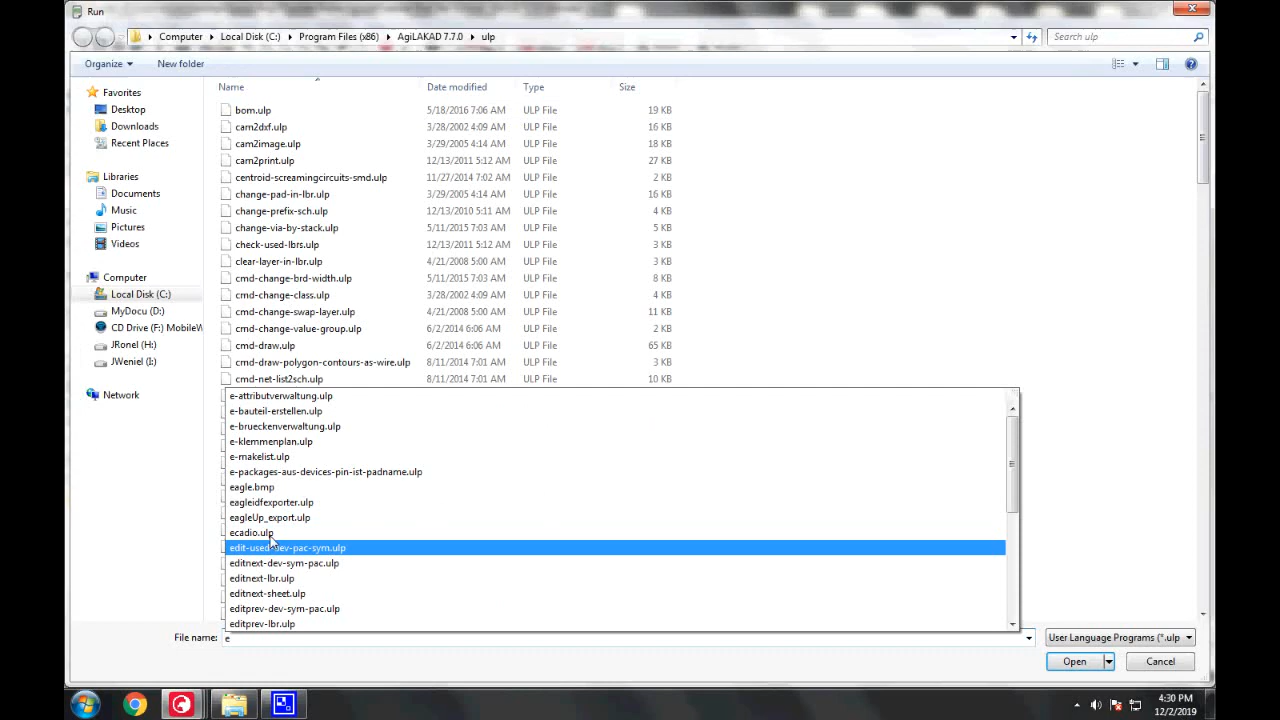 Run
Computer ▸ Local Disk (C:) ▸ Program Files (x86) ▸ AgiLAKAD 7.7.0 ▸ ulp
Search ulp
Organize New folder
Name Date modified Type Size
Favorites
Desktop
Downloads
Recent Places
Libraries
Documents
Music
Pictures
Videos
Computer
Local Disk (C:)
MyDocu (D:)
CD Drive (F:) MobileW
JRonel (H:)
JWeniel (I:)
Network
bom.ulp 5/18/2016 7:06 AM ULP File 19 KB
cam2dxf.ulp 3/28/2002 4:09 AM ULP File 16 KB
cam2image.ulp 3/29/2005 4:14 AM ULP File 18 KB
cam2print.ulp 12/13/2011 5:12 AM ULP File 27 KB
centroid-screamingcircuits-smd.ulp 11/27/2014 7:02 AM ULP File 2 KB
change-pad-in-lbr.ulp 3/29/2005 4:14 AM ULP File 16 KB
change-prefix-sch.ulp 12/13/2010 5:11 AM ULP File 4 KB
change-via-by-stack.ulp 5/11/2015 7:03 AM ULP File 5 KB
check-used-lbrs.ulp 12/13/2011 5:12 AM ULP File 3 KB
clear-layer-in-lbr.ulp 4/21/2008 5:00 AM ULP File 3 KB
cmd-change-brd-width.ulp 5/11/2015 7:03 AM ULP File 8 KB
cmd-change-class.ulp 3/28/2002 4:09 AM ULP File 4 KB
cmd-change-swap-layer.ulp 4/21/2008 5:00 AM ULP File 11 KB
cmd-change-value-group.ulp 6/2/2014 6:06 AM ULP File 2 KB
cmd-draw.ulp 6/2/2014 6:06 AM ULP File 65 KB
cmd-draw-polygon-contours-as-wire.ulp 8/11/2014 7:01 AM ULP File 3 KB
cmd-net-list2sch.ulp 8/11/2014 7:01 AM ULP File 10 KB
e-attributverwaltung.ulp
e-bauteil-erstellen.ulp
e-brueckenverwaltung.ulp
e-klemmenplan.ulp
e-makelist.ulp
e-packages-aus-devices-pin-ist-padname.ulp
eagle.bmp
eagleidfexporter.ulp
eagleUp_export.ulp
ecadio.ulp
edit-used-dev-pac-sym.ulp
editnext-dev-sym-pac.ulp
editnext-lbr.ulp
editnext-sheet.ulp
editprev-dev-sym-pac.ulp
editprev-lbr.ulp
File name: e
User Language Programs (*.ulp
Open Cancel
4:30 PM
12/2/2019